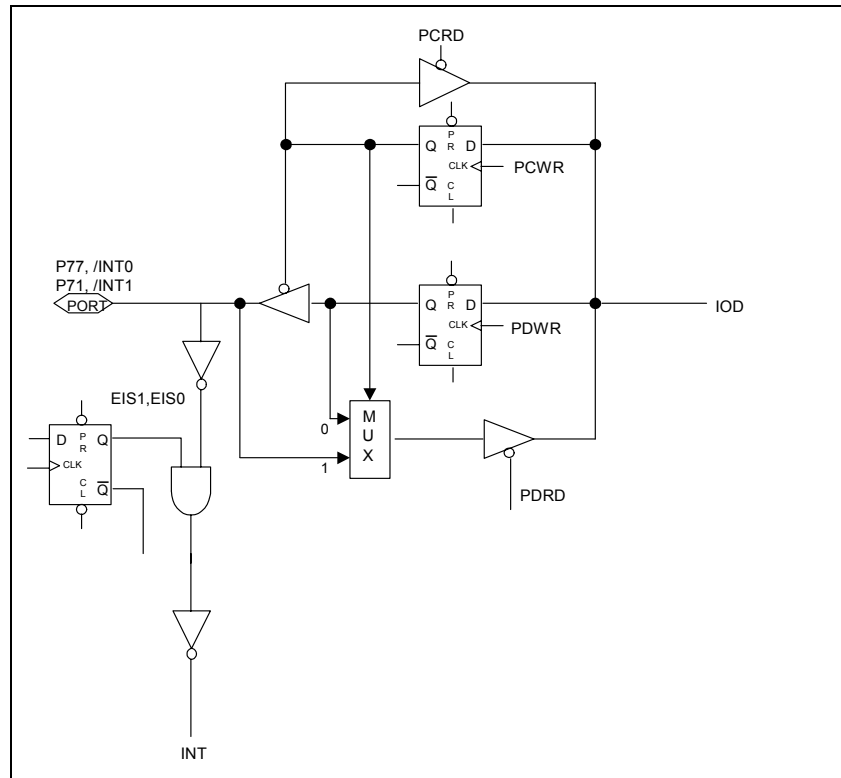 PCRD
P
R
Q
D
CLK
PCWR
Q
C
L
P77, /INT0
P71, /INT1
PORT
P
R
Q
D
IOD
CLK
PDWR
Q
C
L
EIS1,EIS0
0
M
U
X
D
P
R
Q
1
CLK
C
L
Q
PDRD
INT